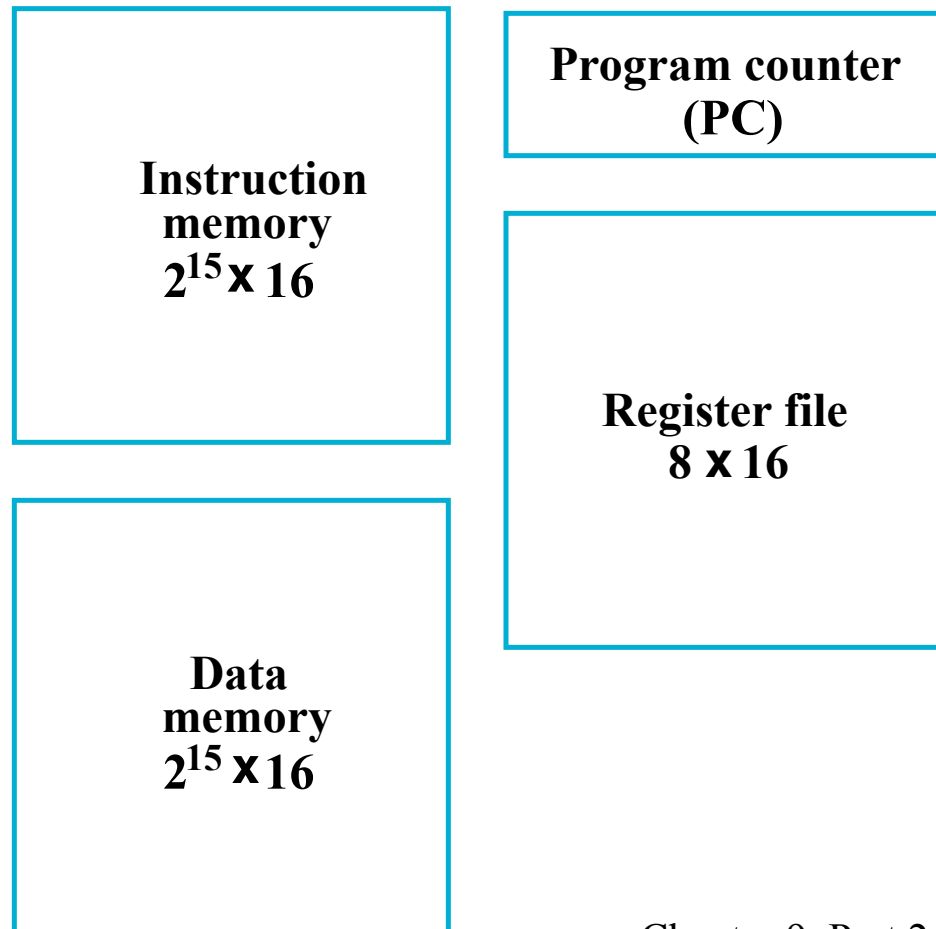 Instruction
memory
2¹⁵ x 16
Program counter
(PC)
Register file
8 x 16
Data
memory
2¹⁵ x 16